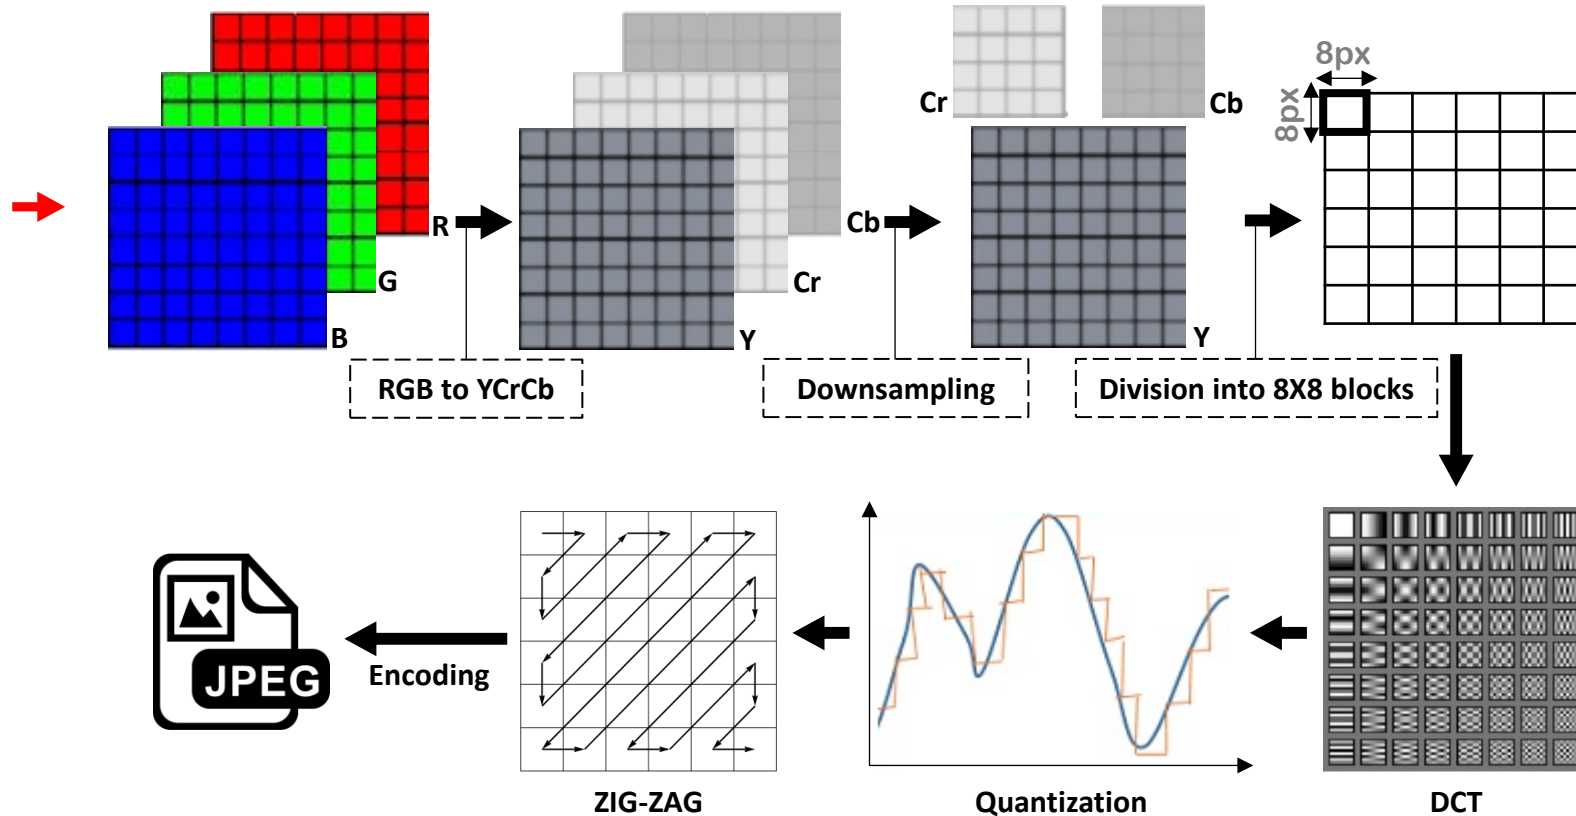 R
G
B
RGB to YCrCb
Cb
Cr
Y
Downsampling
Cr
Cb
Y
Division into 8X8 blocks
8px
8px
DCT
Quantization
ZIG-ZAG
Encoding
JPEG